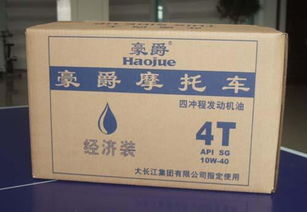 豪爵®
Haojue
豪爵摩托车
四冲程发动机油
4T
API SG
10W-40
经济装
大长江集团有限公司指定使用